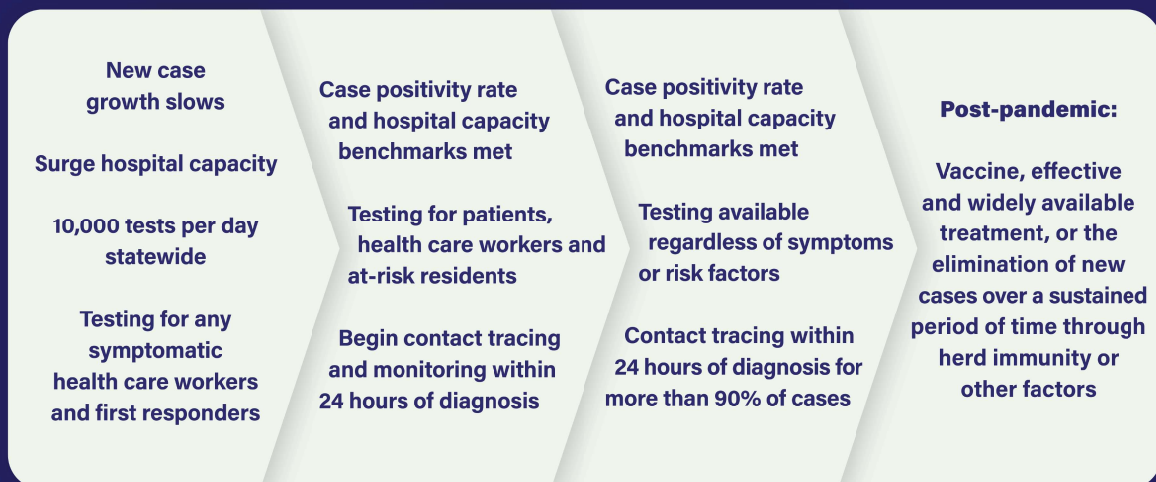 New case
growth slows
Surge hospital capacity
10,000 tests per day
statewide
Testing for any
symptomatic
health care workers
and first responders
Case positivity rate
and hospital capacity
benchmarks met
Testing for patients,
health care workers and
at-risk residents
Begin contact tracing
and monitoring within
24 hours of diagnosis
Case positivity rate
and hospital capacity
benchmarks met
Testing available
regardless of symptoms
or risk factors
Contact tracing within
24 hours of diagnosis for
more than 90% of cases
Post-pandemic:
Vaccine, effective
and widely available
treatment, or the
elimination of new
cases over a sustained
period of time through
herd immunity or
other factors